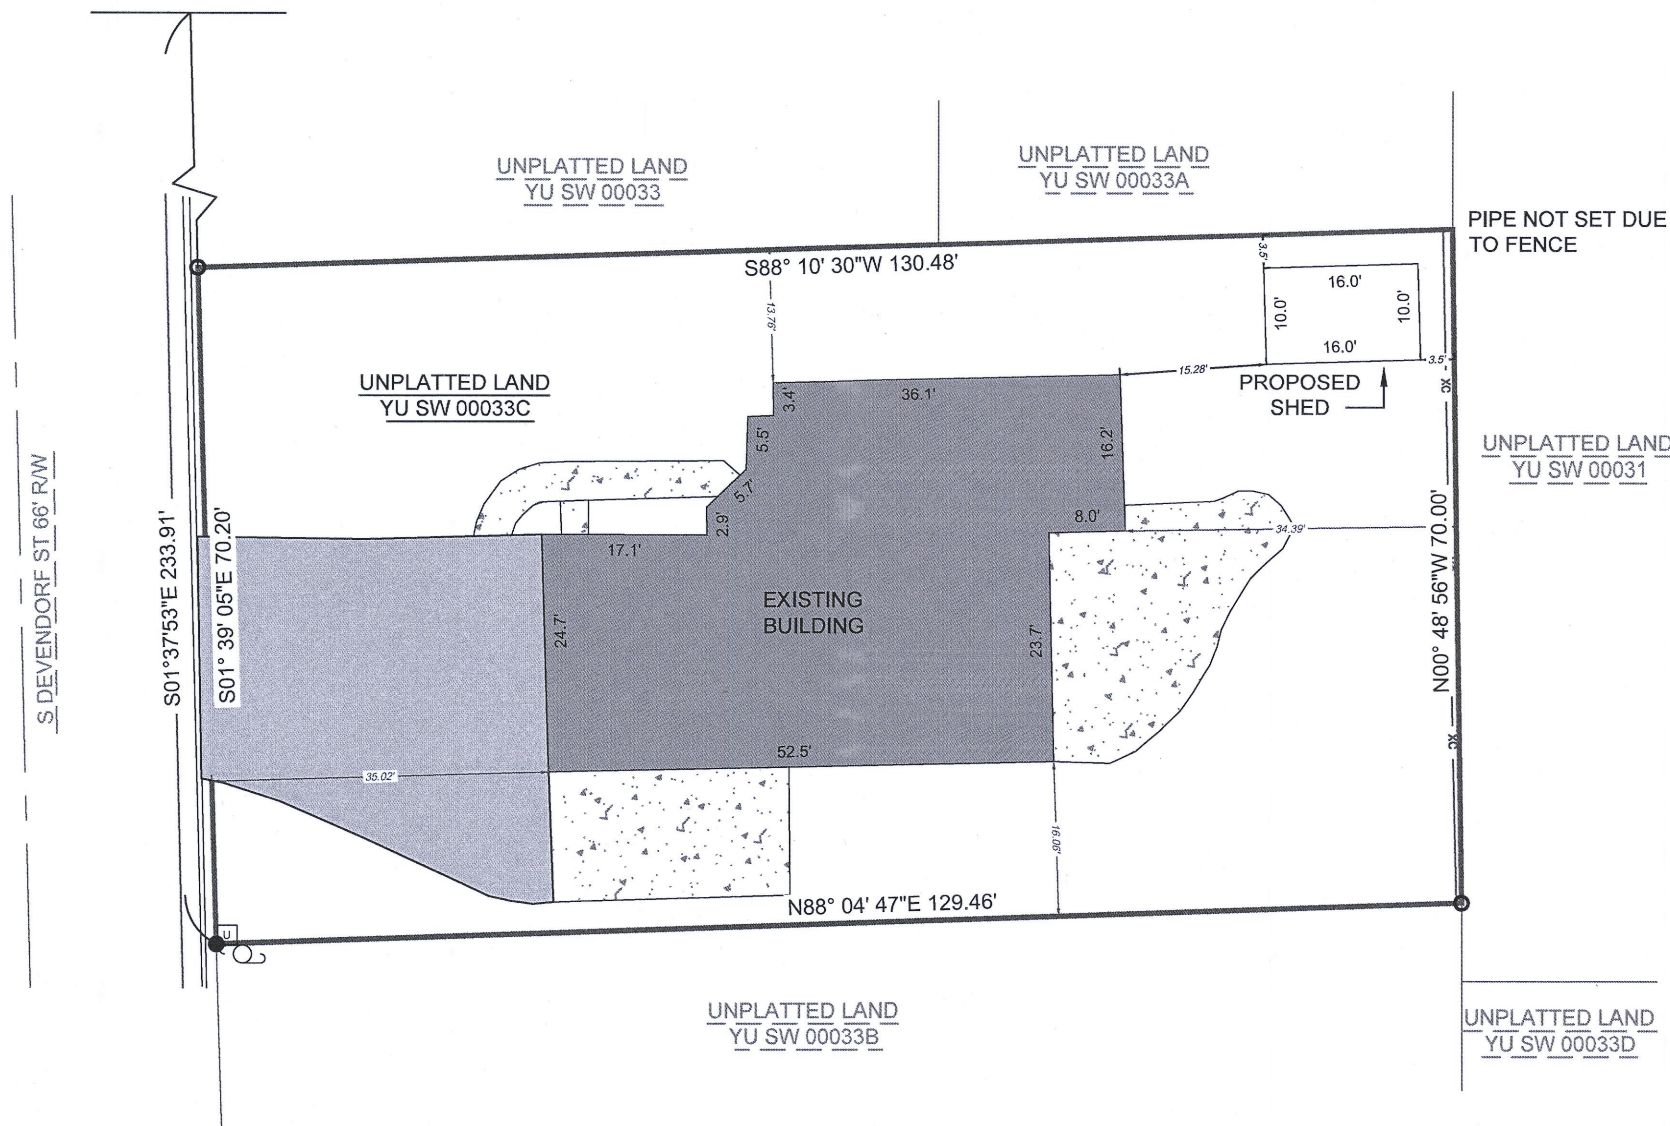 UNPLATTED LAND
YU SW 00033
UNPLATTED LAND
YU SW 00033A
PIPE NOT SET DUE
TO FENCE
S88° 10' 30"W 130.48'
3.5'
16.0'
10.0'
10.0'
16.0'
3.5'
13.76'
15.28'
PROPOSED
SHED
UNPLATTED LAND
YU SW 00033C
3.4'
36.1'
XC
5.5'
16.2'
UNPLATTED LAND
YU SW 00031
5.7'
2.9'
8.0'
34.39'
17.1'
S DEVENDORF ST 66' R/W
S01°37'53"E 233.91'
S01° 39' 05"E 70.20'
N00° 48' 56"W 70.00'
EXISTING
BUILDING
24.7'
23.7'
XC
52.5'
35.02'
16.06'
N88° 04' 47"E 129.46'
U
UNPLATTED LAND
YU SW 00033B
UNPLATTED LAND
YU SW 00033D